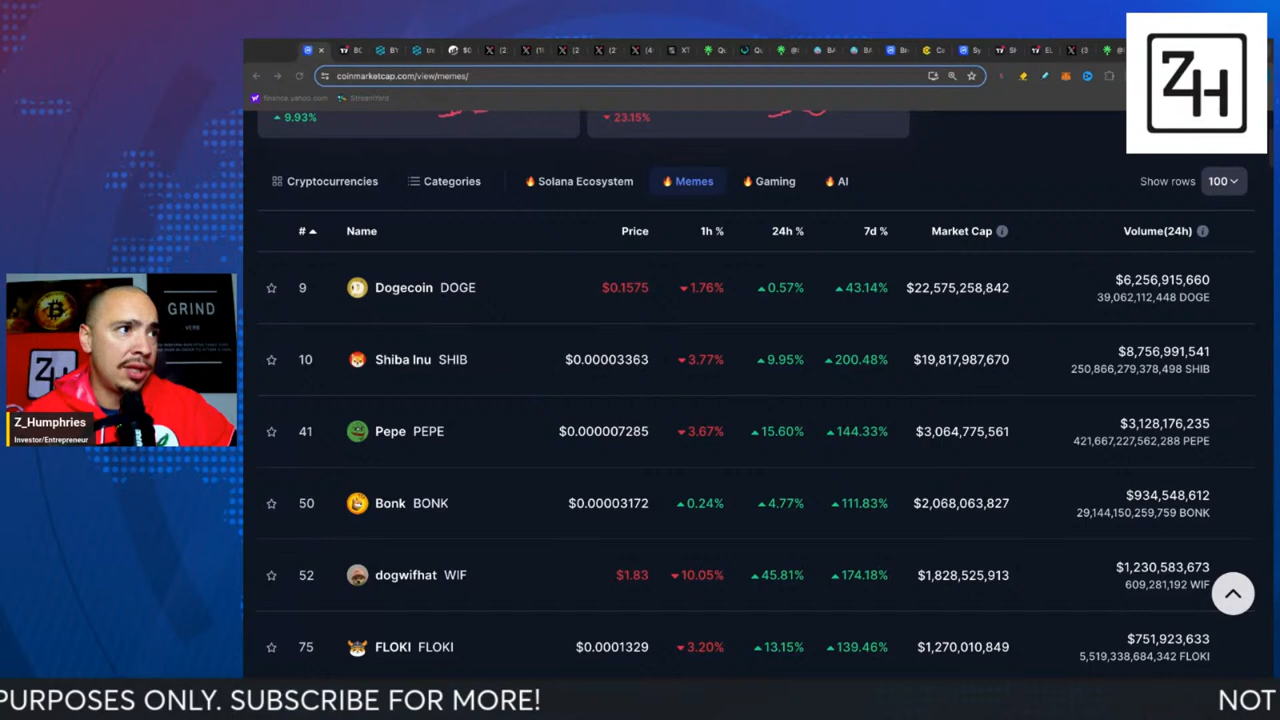 ZH
coinmarketcap.com/view/memes/
finance.yahoo.com StreamYard
9.93% 23.15%
Cryptocurrencies Categories Solana Ecosystem Memes Gaming AI Show rows 100
# Name Price 1h % 24h % 7d % Market Cap Volume(24h)
9 Dogecoin DOGE $0.1575 1.76% 0.57% 43.14% $22,575,258,842 $6,256,915,660
39,062,112,448 DOGE
10 Shiba Inu SHIB $0.00003363 3.77% 9.95% 200.48% $19,817,987,670 $8,756,991,541
250,866,279,378,498 SHIB
41 Pepe PEPE $0.000007285 3.67% 15.60% 144.33% $3,064,775,561 $3,128,176,235
421,667,227,562,288 PEPE
50 Bonk BONK $0.00003172 0.24% 4.77% 111.83% $2,068,063,827 $934,548,612
29,144,150,259,759 BONK
52 dogwifhat WIF $1.83 10.05% 45.81% 174.18% $1,828,525,913 $1,230,583,673
609,281,192 WIF
75 FLOKI FLOKI $0.0001329 3.20% 13.15% 139.46% $1,270,010,849 $751,923,633
5,519,338,684,342 FLOKI
GRIND
VERB
ZH
Z_Humphries
Investor/Entrepreneur
PURPOSES ONLY. SUBSCRIBE FOR MORE! NOT